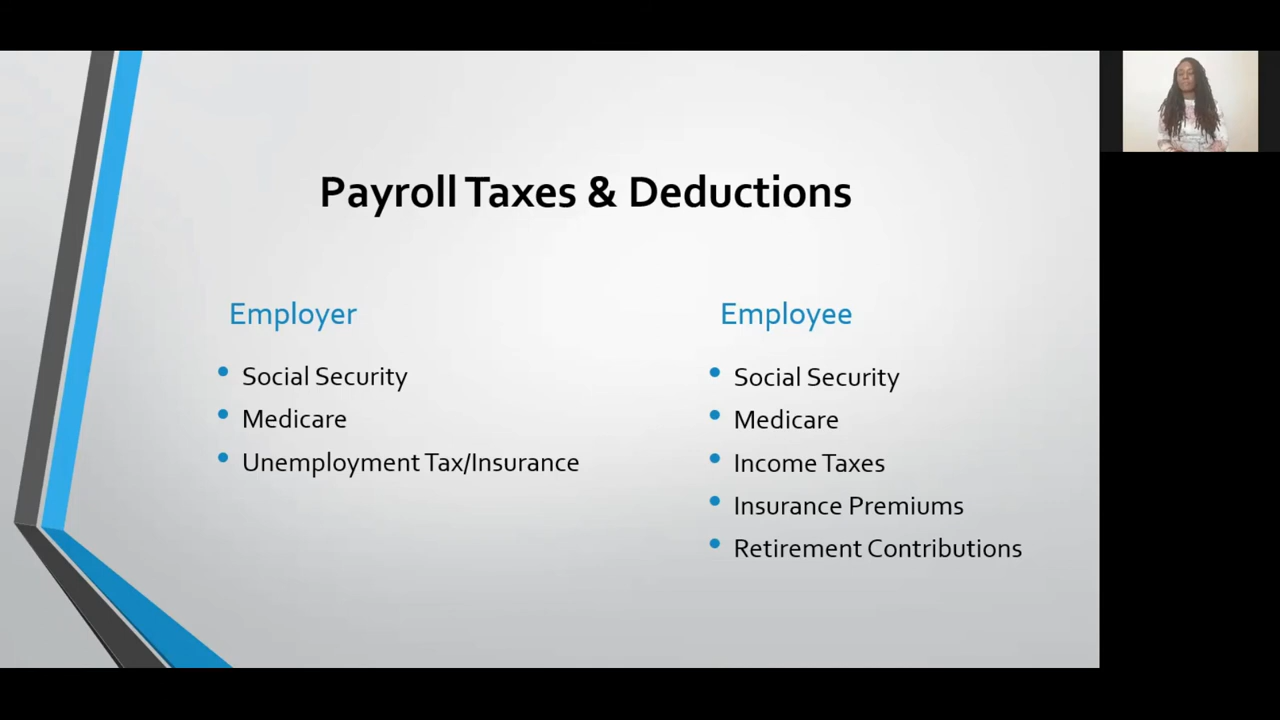 Payroll Taxes & Deductions
Employer
Social Security
Medicare
Unemployment Tax/Insurance
Employee
Social Security
Medicare
Income Taxes
Insurance Premiums
Retirement Contributions